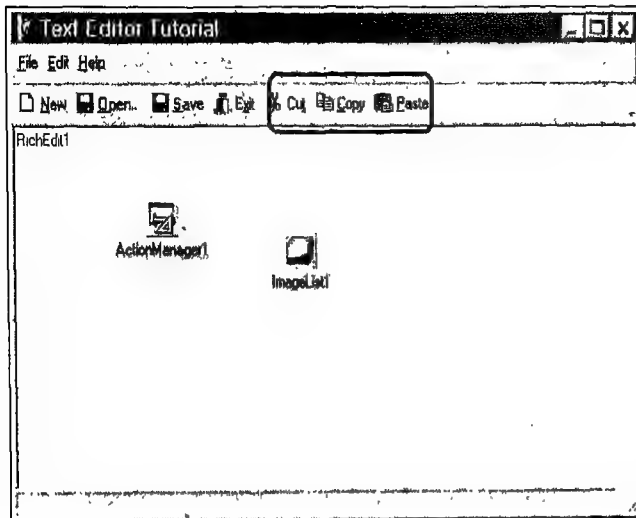 Text Editor Tutorial
File Edit Help
New Open... Save Exit Cut Copy Paste
RichEdit1
ActionManager1
ImageList1